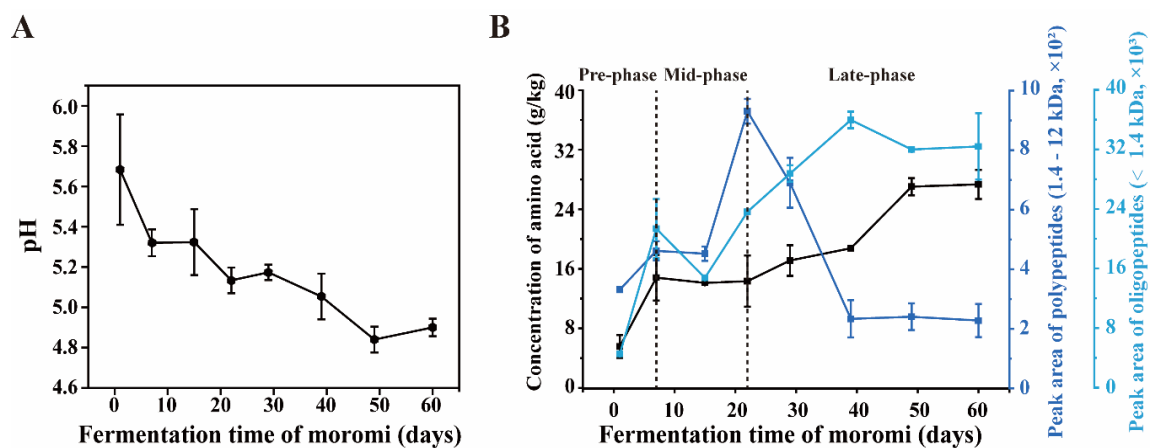 A
6.0
5.8
5.6
5.4
5.2
5.0
4.8
4.6
pH
0 10 20 30 40 50 60
Fermentation time of moromi (days)
B
Pre-phase Mid-phase Late-phase
40
32
24
16
8
0
Concentration of amino acid (g/kg)
0 10 20 30 40 50 60
Fermentation time of moromi (days)
10
8
6
4
2
0
Peak area of polypeptides (1.4 - 12 kDa, ×10²)
40
32
24
16
8
0
Peak area of oligopeptides (< 1.4 kDa, ×10³)